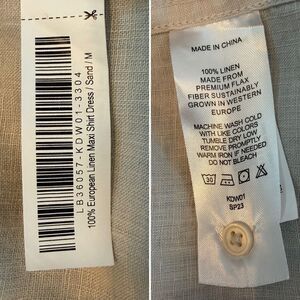 LB36057-KDW01-3304
100% European Linen Maxi Shirt Dress / Sand / M
MADE IN CHINA
100% LINEN
MADE FROM
PREMIUM FLAX
FIBER SUSTAINABLY
GROWN IN WESTERN
EUROPE
MACHINE WASH COLD
WITH LIKE COLORS
TUMBLE DRY LOW
REMOVE PROMPTLY
WARM IRON IF NEEDED
DO NOT BLEACH
30
KDW01
SP23